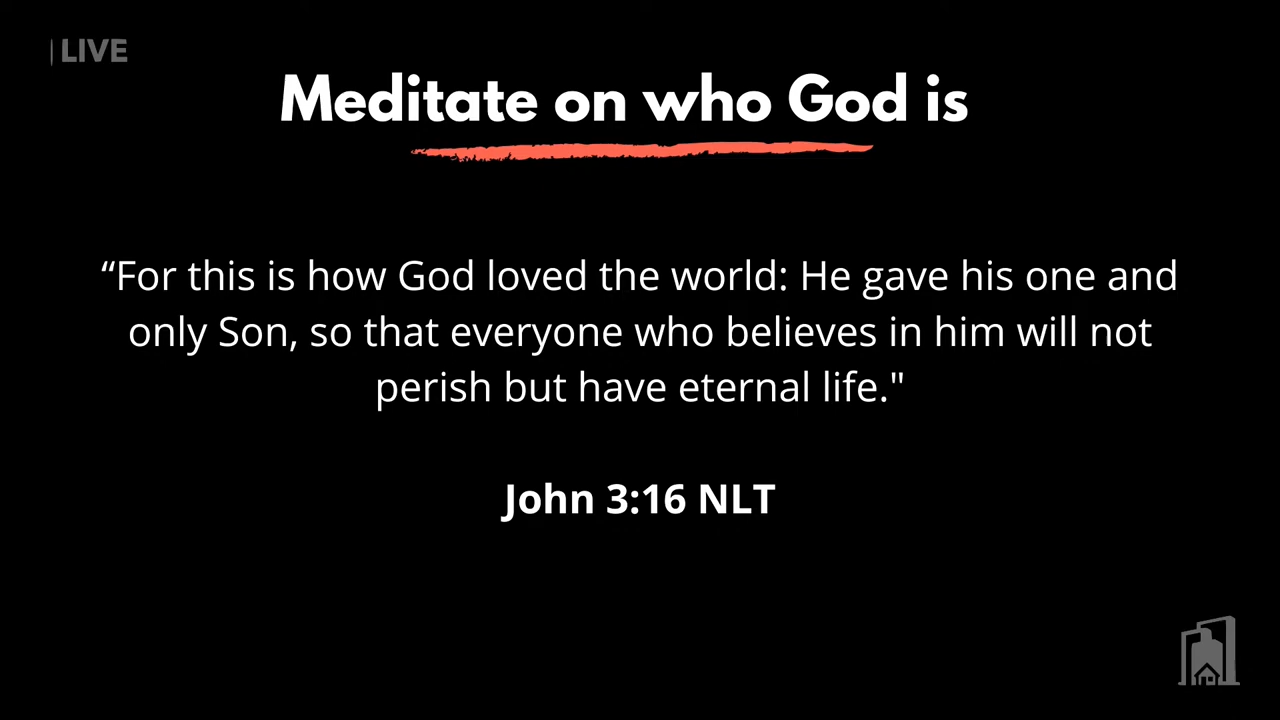 | LIVE
Meditate on who God is
“For this is how God loved the world: He gave his one and
only Son, so that everyone who believes in him will not
perish but have eternal life."
John 3:16 NLT